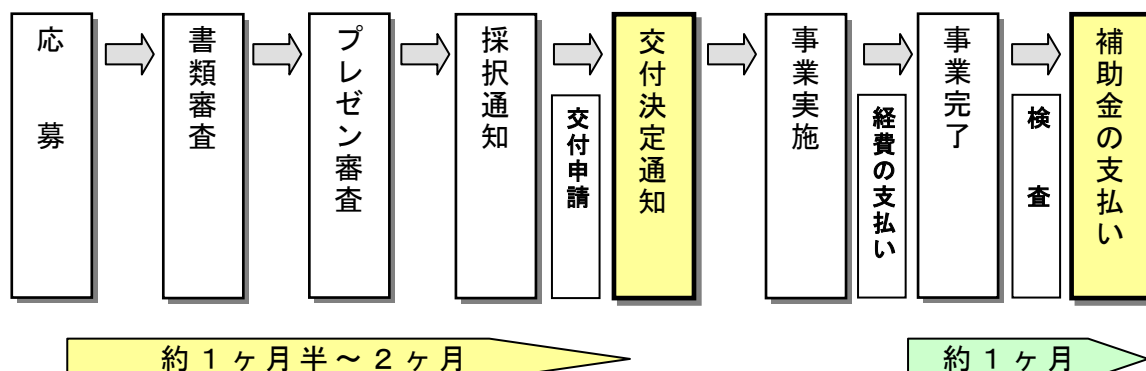 応募
書類審査
プレゼン審査
採択通知
交付申請
交付決定通知
事業実施
経費の支払い
事業完了
検査
補助金の支払い
約１ヶ月半～２ヶ月
約１ヶ月